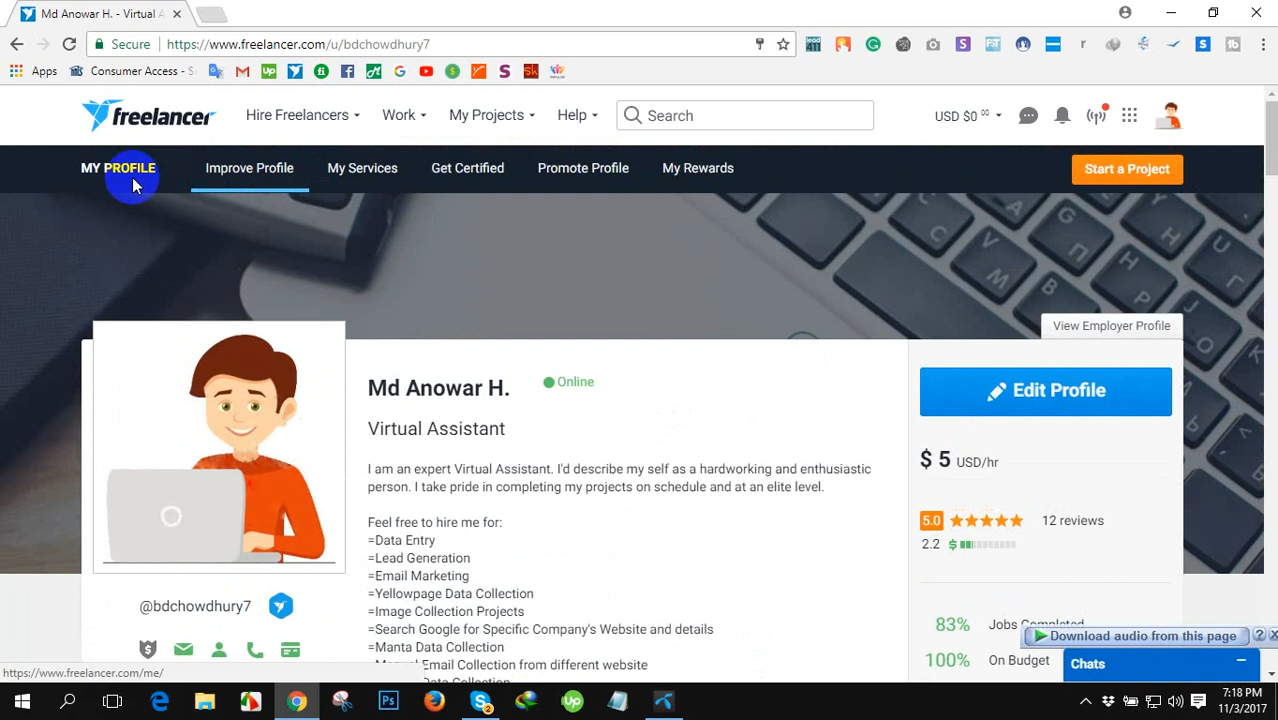 Md Anowar H. - Virtual A
Secure https://www.freelancer.com/u/bdchowdhury7
Apps Consumer Access - S
freelancer Hire Freelancers Work My Projects Help Search USD $0 00
MY PROFILE Improve Profile My Services Get Certified Promote Profile My Rewards Start a Project
View Employer Profile
Md Anowar H. Online
Edit Profile
Virtual Assistant
$ 5 USD/hr
I am an expert Virtual Assistant. I'd describe my self as a hardworking and enthusiastic
person. I take pride in completing my projects on schedule and at an elite level.
5.0 12 reviews
Feel free to hire me for:
=Data Entry
2.2 $
=Lead Generation
=Email Marketing
=Yellowpage Data Collection
=Image Collection Projects
@bdchowdhury7
=Search Google for Specific Company's Website and details
83% Jobs Completed
=Manta Data Collection
Download audio from this page ? X
Email Collection from different website
100% On Budget
Chats
https://www.freelancer.com/me/
Data Collection
7:18 PM
11/3/2017